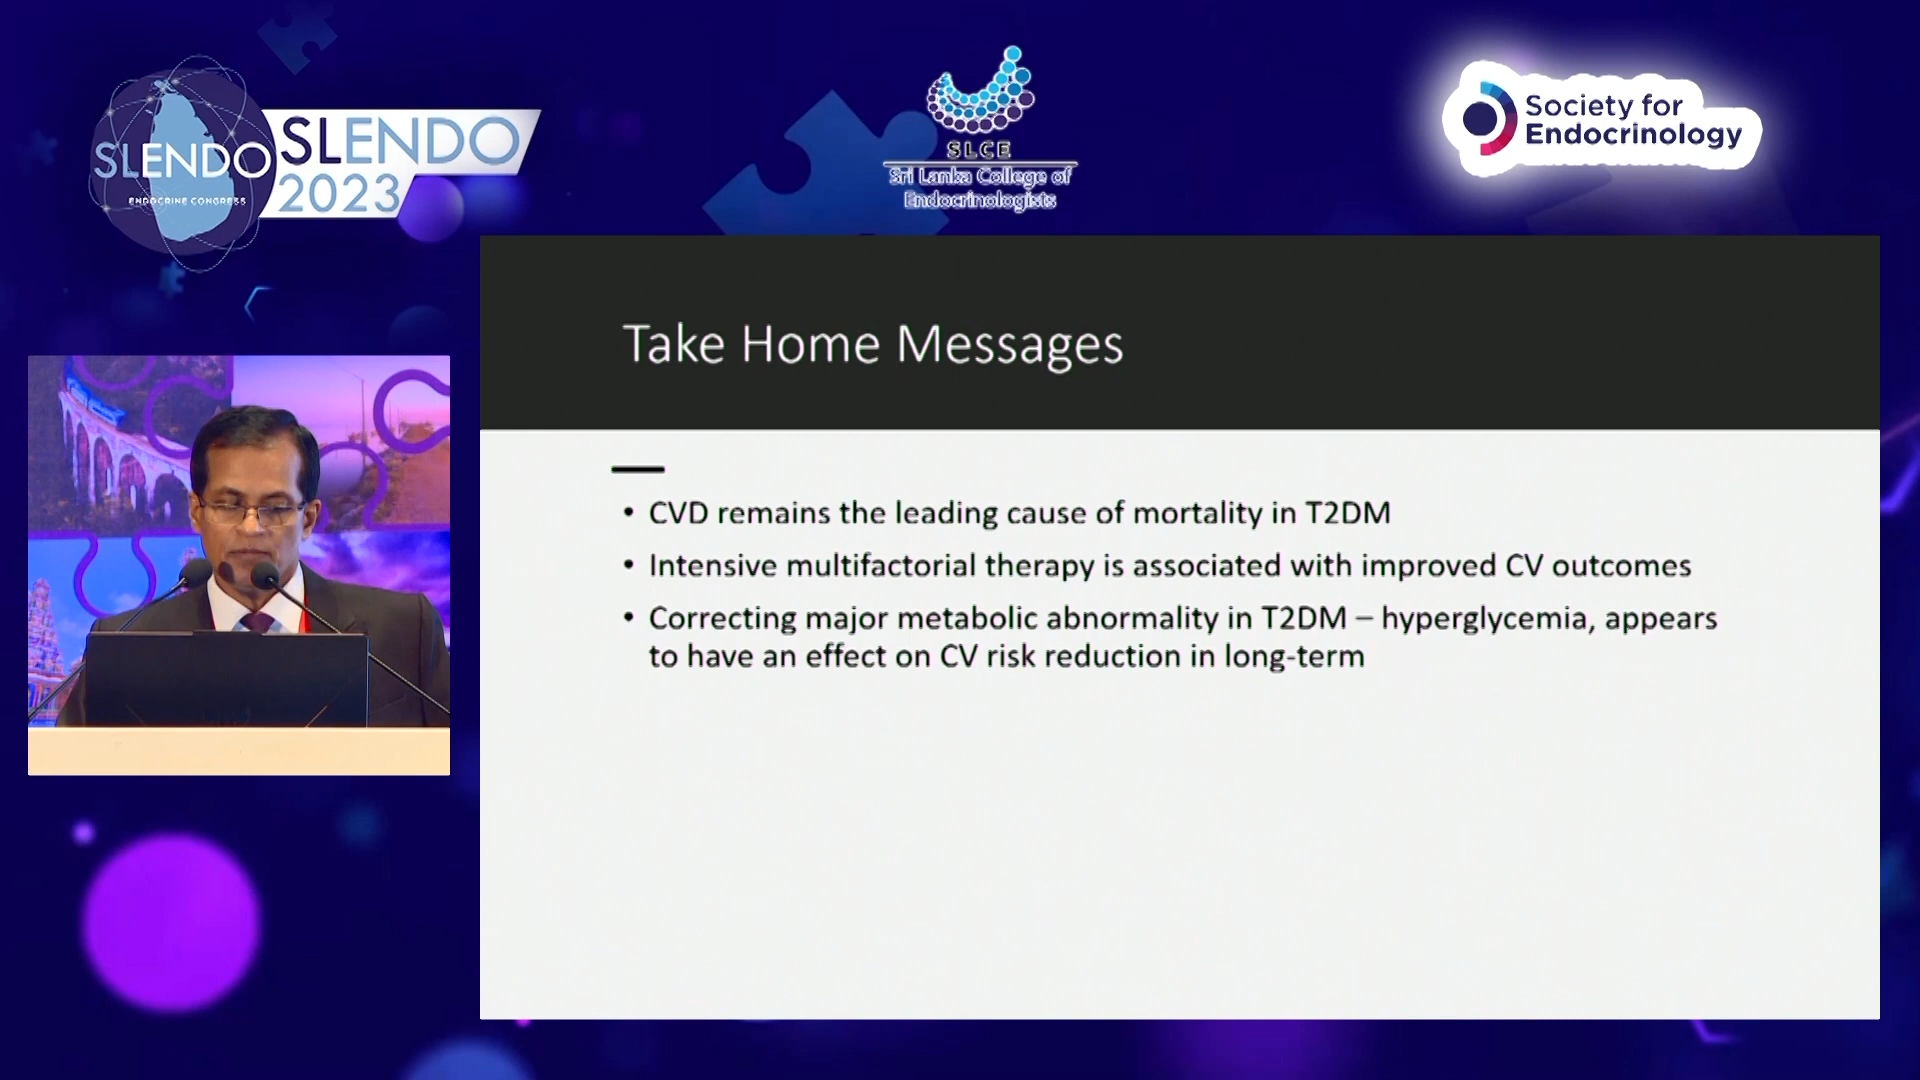 SLENDO
ENDOCRINE CONGRESS
SLENDO
2023
SLCE
Sri Lanka College of
Endocrinologists
Society for
Endocrinology
Take Home Messages
• CVD remains the leading cause of mortality in T2DM
• Intensive multifactorial therapy is associated with improved CV outcomes
• Correcting major metabolic abnormality in T2DM – hyperglycemia, appears
to have an effect on CV risk reduction in long-term